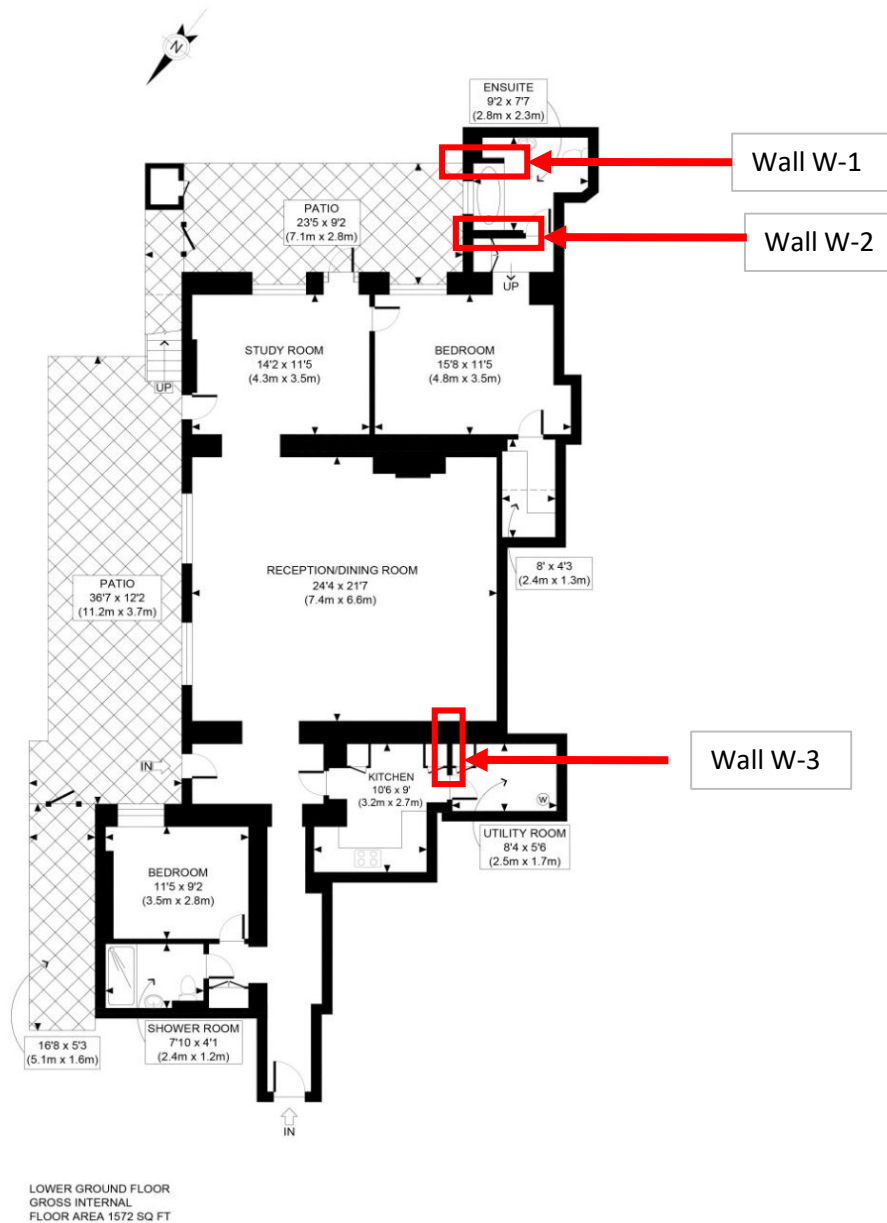 N
ENSUITE
9'2 x 7'7
(2.8m x 2.3m)
Wall W-1
PATIO
23'5 x 9'2
(7.1m x 2.8m)
Wall W-2
UP
STUDY ROOM
14'2 x 11'5
(4.3m x 3.5m)
BEDROOM
15'8 x 11'5
(4.8m x 3.5m)
UP
RECEPTION/DINING ROOM
24'4 x 21'7
(7.4m x 6.6m)
8' x 4'3
(2.4m x 1.3m)
PATIO
36'7 x 12'2
(11.2m x 3.7m)
Wall W-3
IN
KITCHEN
10'6 x 9'
(3.2m x 2.7m)
W
UTILITY ROOM
8'4 x 5'6
(2.5m x 1.7m)
BEDROOM
11'5 x 9'2
(3.5m x 2.8m)
SHOWER ROOM
7'10 x 4'1
(2.4m x 1.2m)
16'8 x 5'3
(5.1m x 1.6m)
IN
LOWER GROUND FLOOR
GROSS INTERNAL
FLOOR AREA 1572 SQ FT